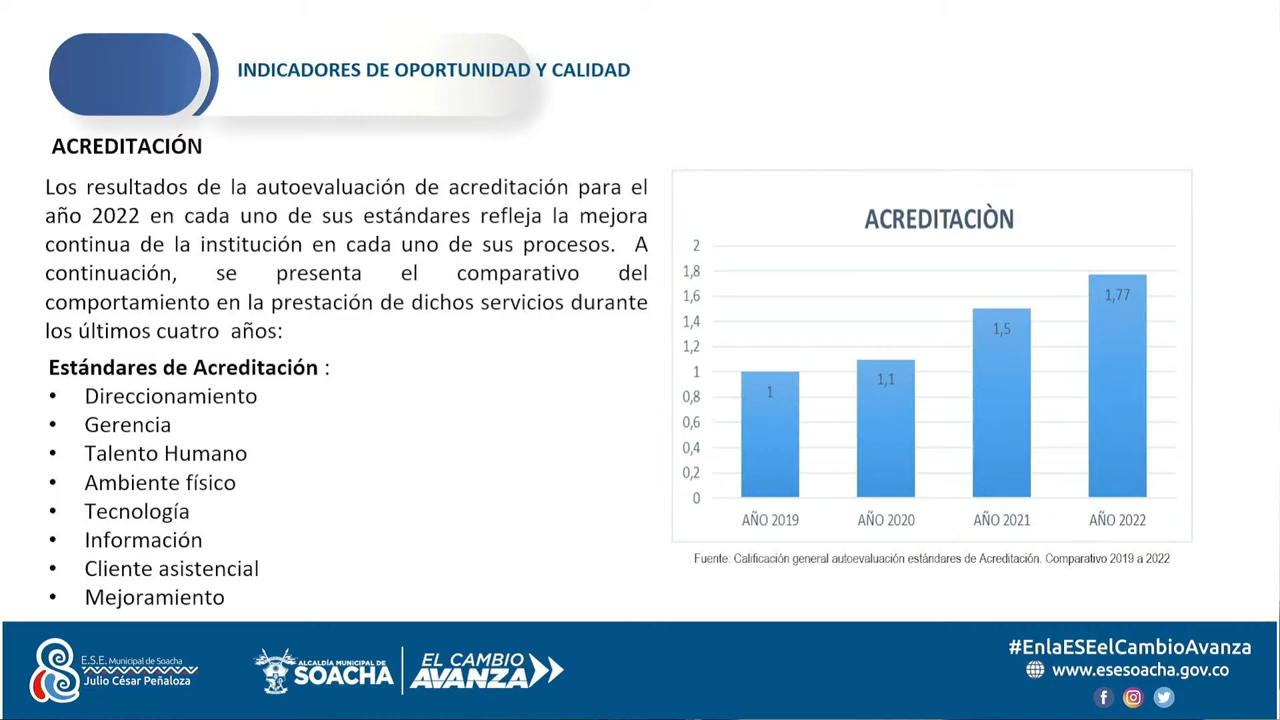 INDICADORES DE OPORTUNIDAD Y CALIDAD
ACREDITACIÓN
Los resultados de la autoevaluación de acreditación para el
año 2022 en cada uno de sus estándares refleja la mejora
continua de la institución en cada uno de sus procesos. A
continuación, se presenta el comparativo del
comportamiento en la prestación de dichos servicios durante
los últimos cuatro años:
Estándares de Acreditación :
• Direccionamiento
• Gerencia
• Talento Humano
• Ambiente físico
• Tecnología
• Información
• Cliente asistencial
• Mejoramiento
ACREDITACIÒN
2
1,8
1,6
1,4
1,2
1
0,8
0,6
0,4
0,2
0
1
1,1
1,5
1,77
AÑO 2019 AÑO 2020 AÑO 2021 AÑO 2022
Fuente: Calificación general autoevaluación estándares de Acreditación. Comparativo 2019 a 2022
E.S.E. Municipal de Soacha
Julio César Peñaloza
ALCALDÍA MUNICIPAL DE
SOACHA
EL CAMBIO
AVANZA
#EnlaESEelCambioAvanza
www.esesoacha.gov.co